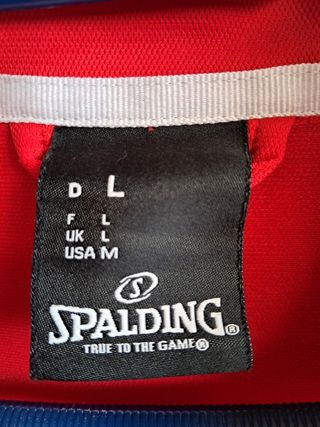 D L
F L
UK L
USA M
S
SPALDING®
TRUE TO THE GAME®